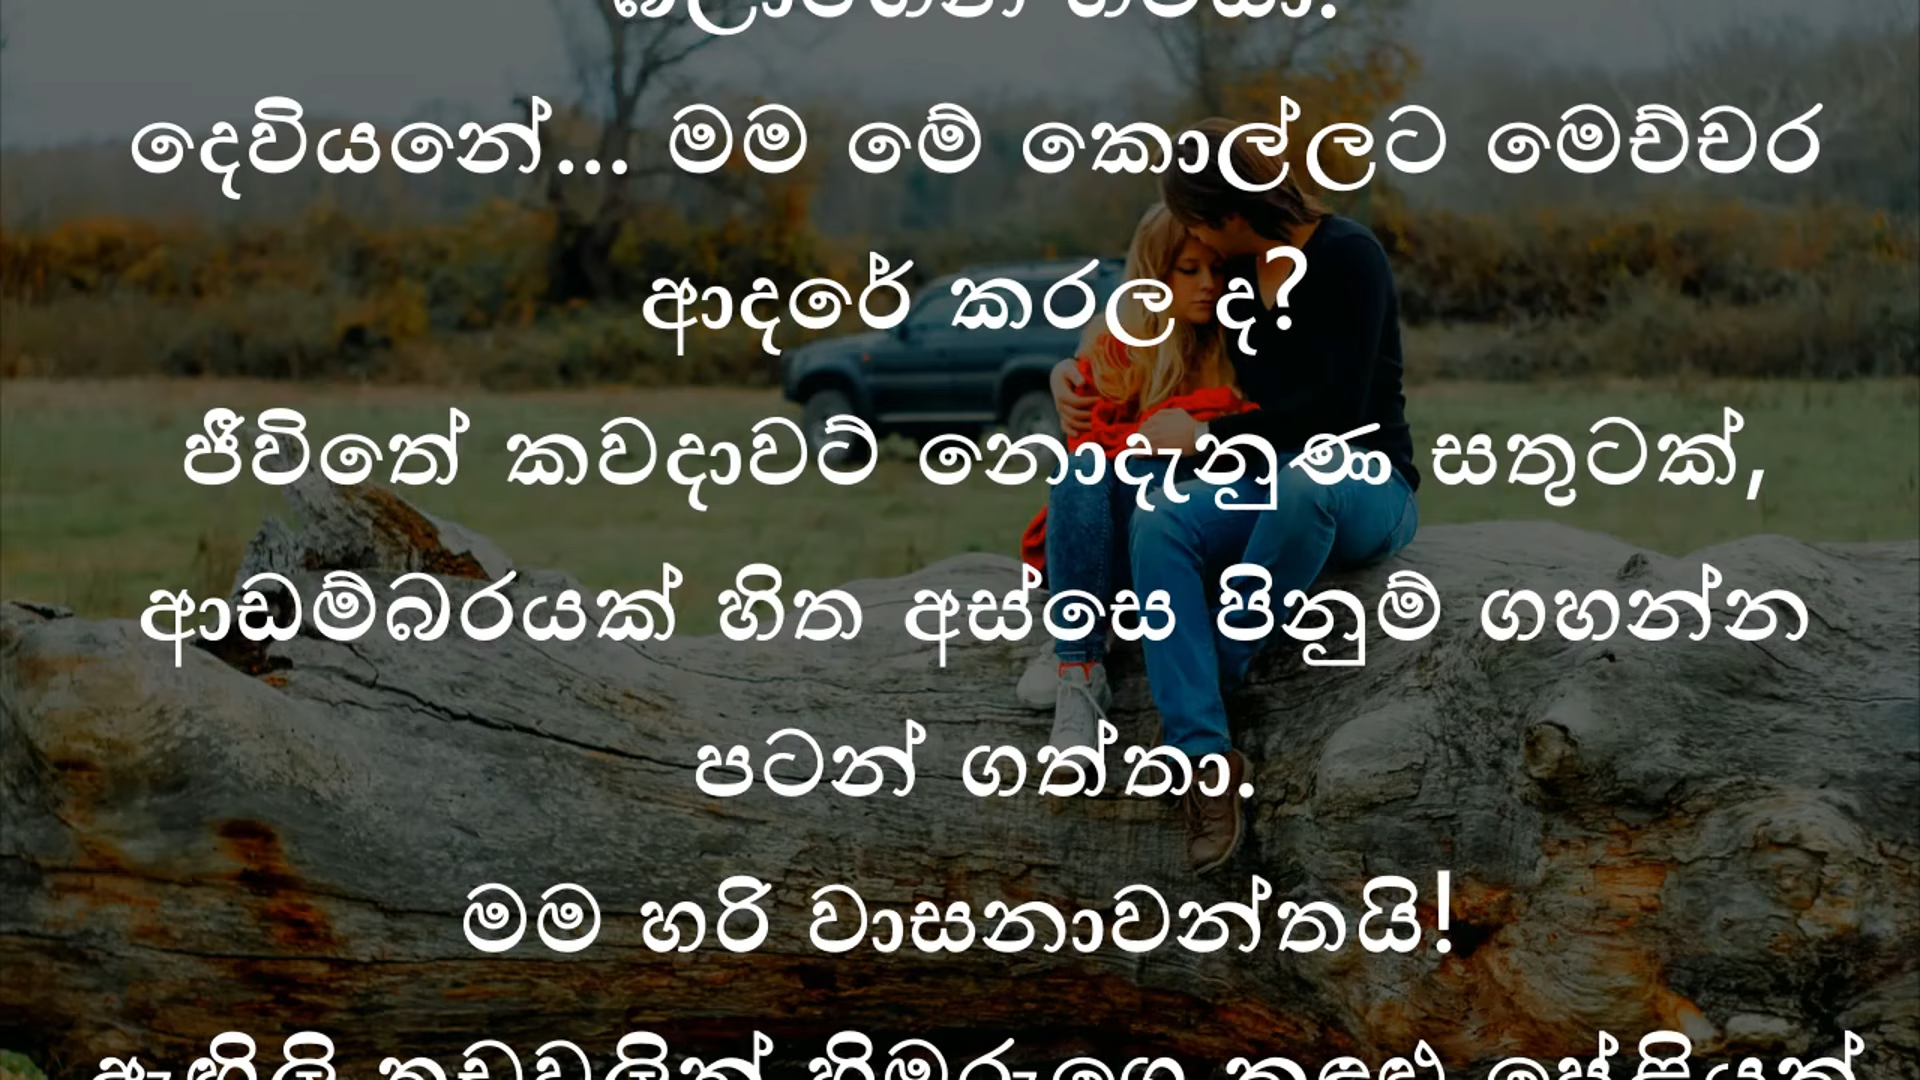 දෙවියනේ... මම මේ කොල්ලට මෙච්චර
ආදරේ කරල ද?
ජීවිතේ කවදාවට් නොදැනුණ සතුටක්,
ආඩම්බරයක් හිත අස්සෙ පිනුම් ගහන්න
පටන් ගත්තා.
මම හරි වාසනාවන්තයි!